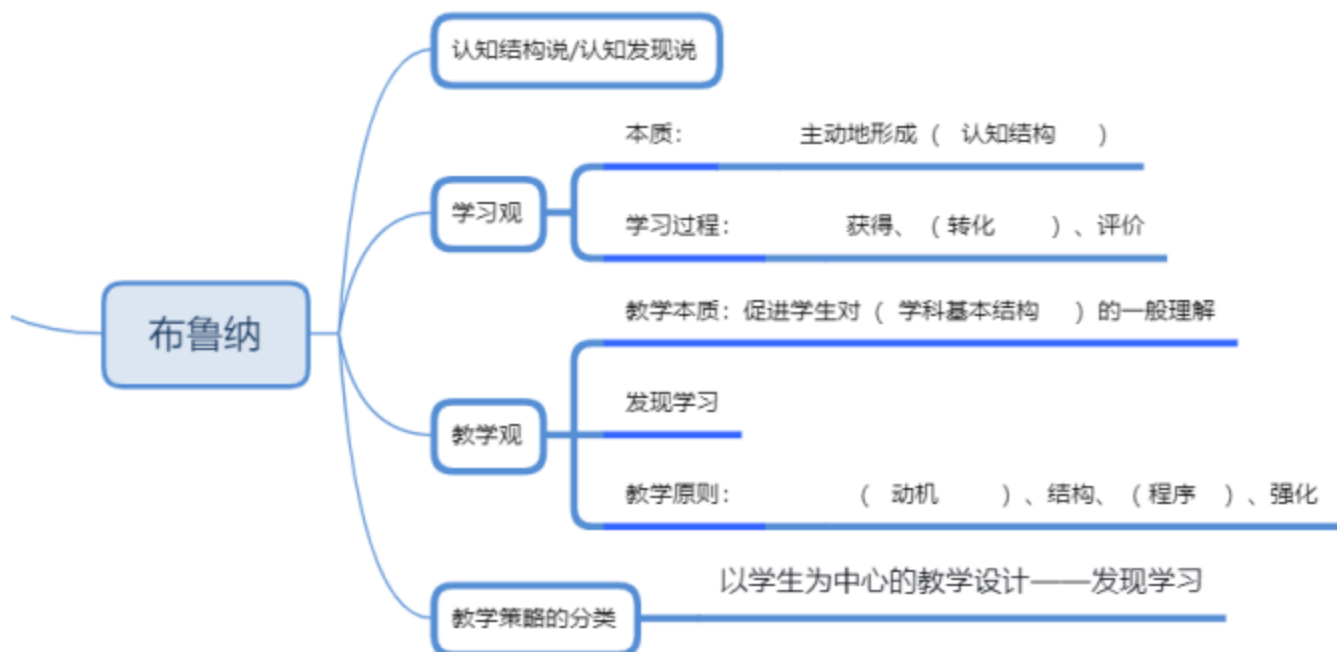 认知结构说/认知发现说
本质： 主动地形成（ 认知结构 ）
学习观
学习过程： 获得、（ 转化 ）、评价
教学本质：促进学生对（ 学科基本结构 ）的一般理解
布鲁纳
发现学习
教学观
教学原则： （ 动机 ）、结构、（ 程序 ）、强化
以学生为中心的教学设计——发现学习
教学策略的分类